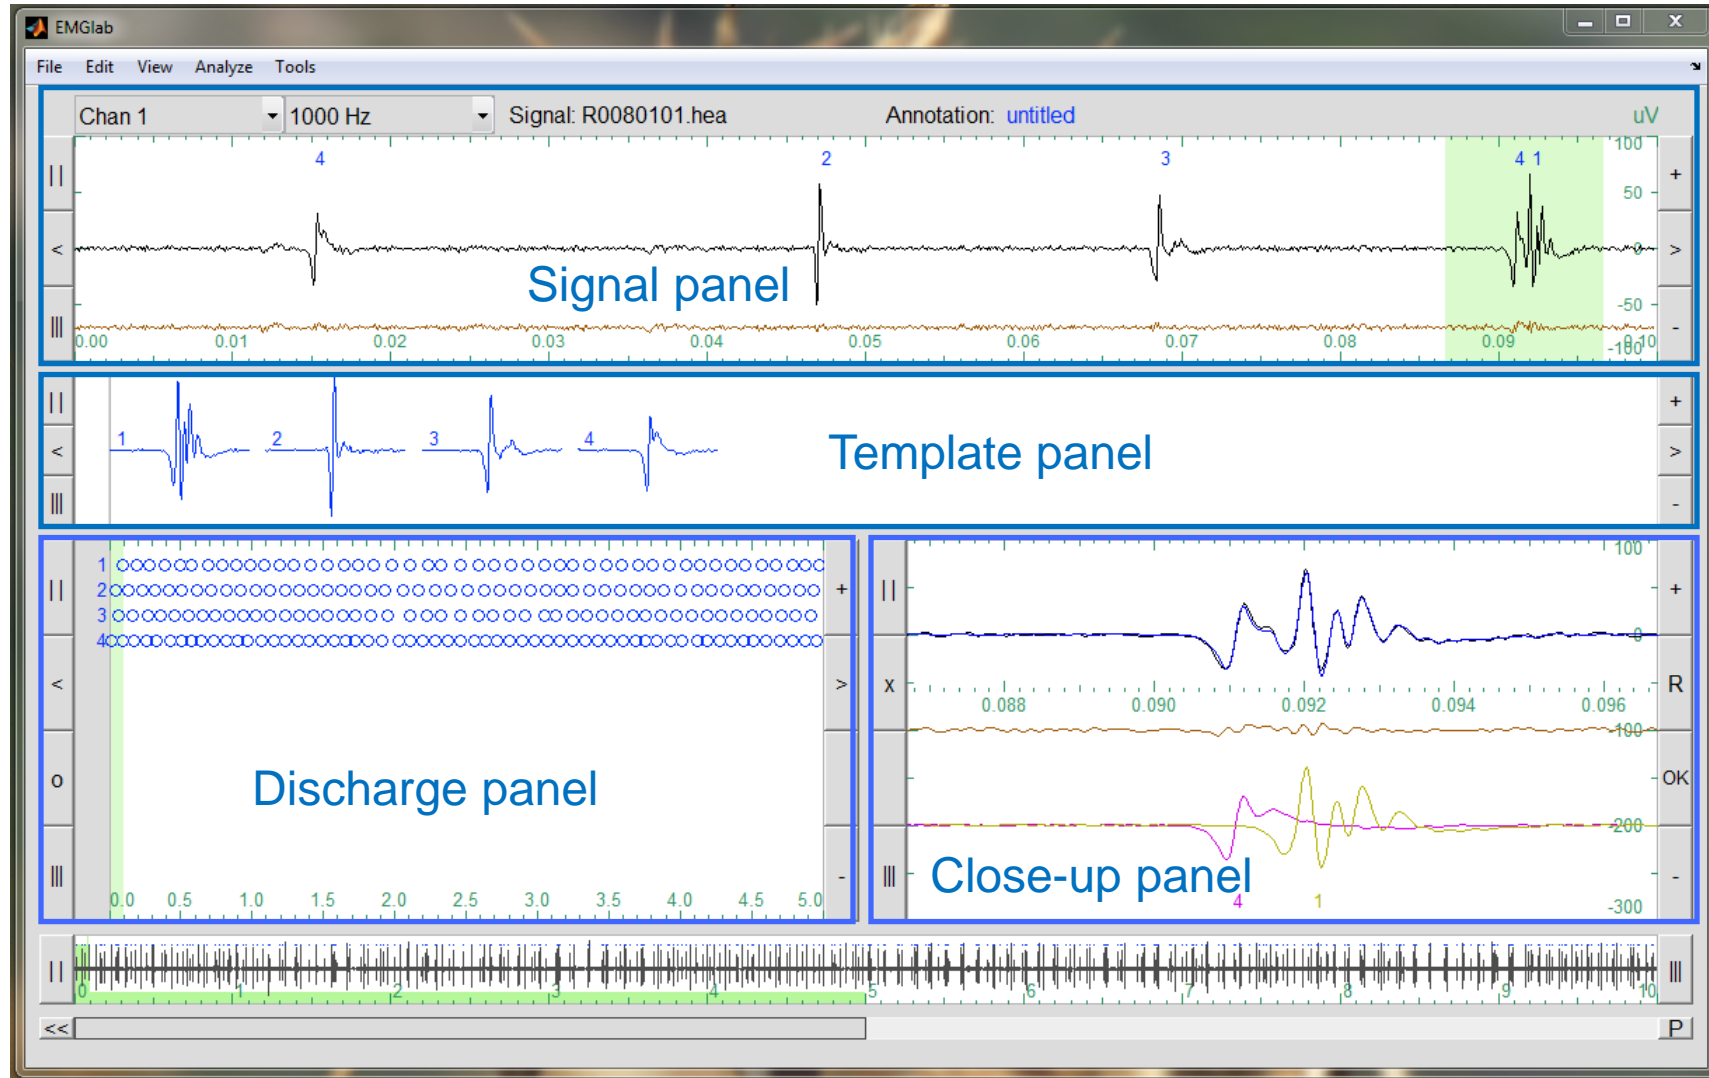 EMGlab
File Edit View Analyze Tools
Chan 1 1000 Hz Signal: R0080101.hea Annotation: untitled uV
4 2 3 4 1 100
50
0
-50
-100
0.00 0.01 0.02 0.03 0.04 0.05 0.06 0.07 0.08 0.09 0.10
Signal panel
| | < ||| + > -
1 2 3 4
Template panel
| | < ||| + > -
1
2
3
4
Discharge panel
0.0 0.5 1.0 1.5 2.0 2.5 3.0 3.5 4.0 4.5 5.0
| | < o ||| + > -
100
0
0.088 0.090 0.092 0.094 0.096
-100
-200
-300
Close-up panel
4 1
| | x ||| + R OK -
| | 0 1 2 3 4 5 6 7 8 9 10 |||
<< P